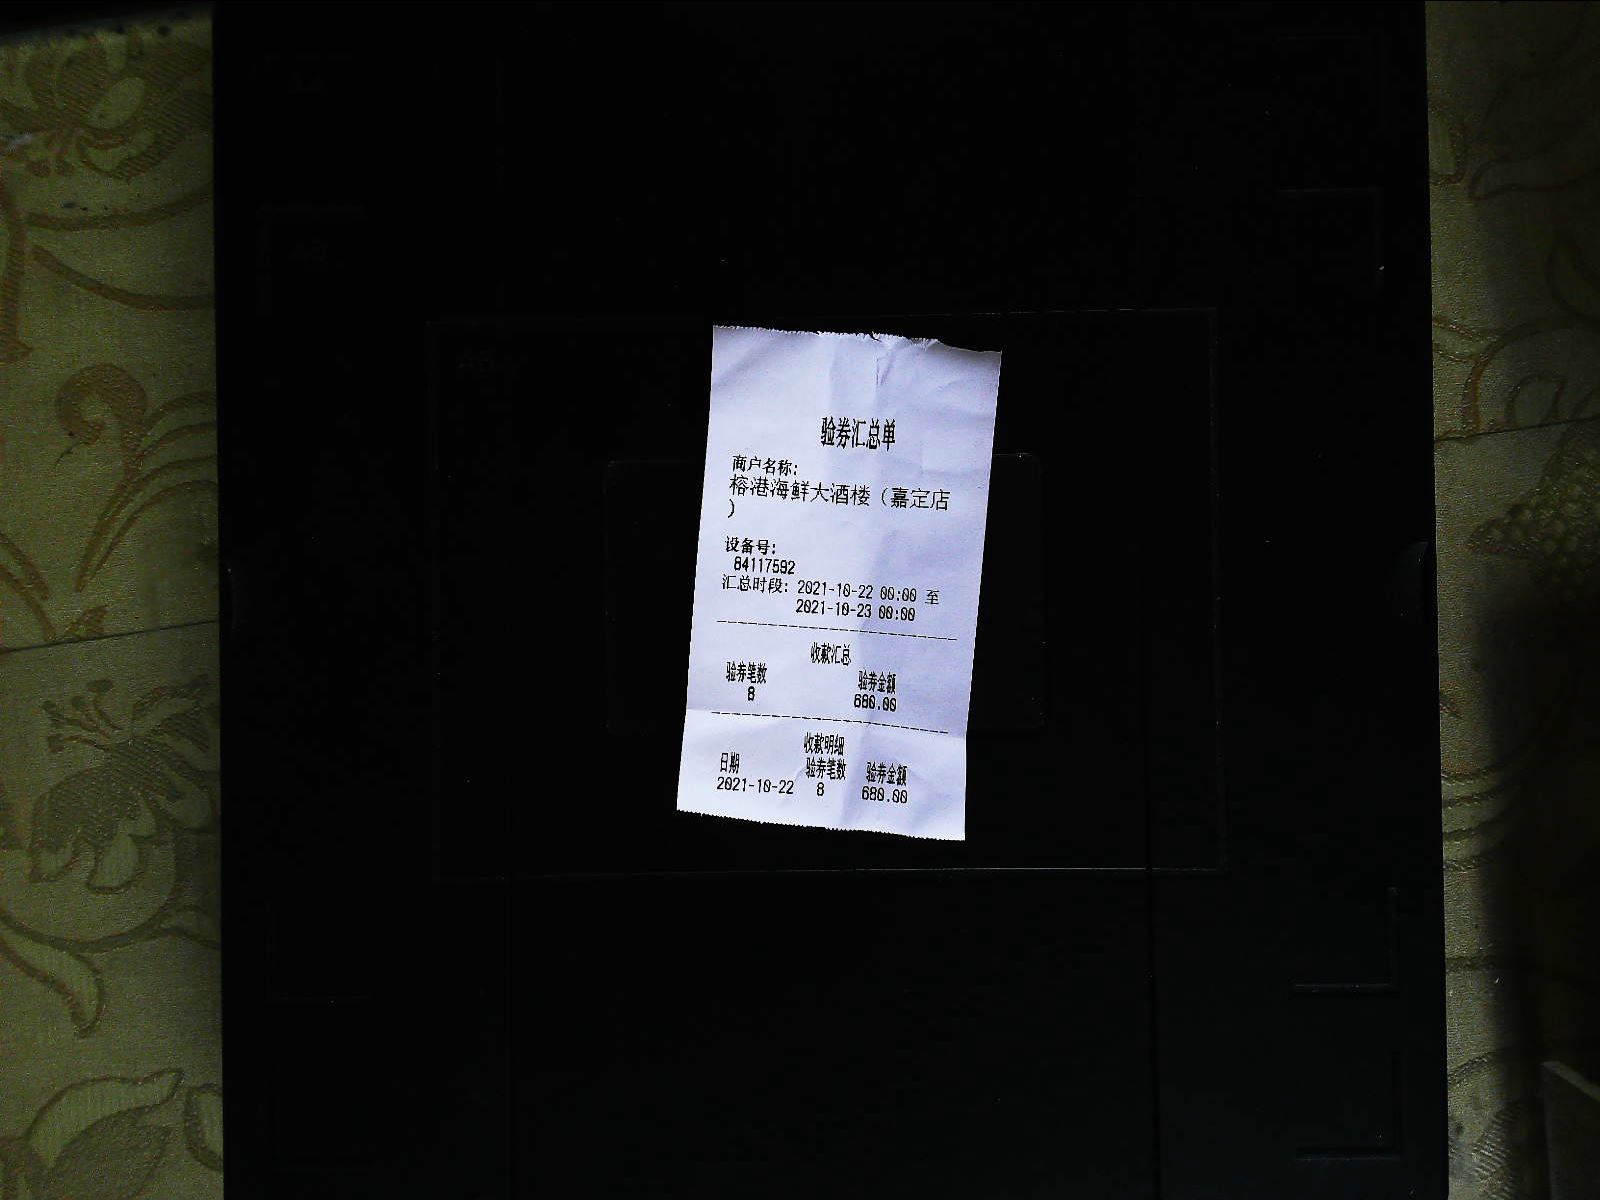 验券汇总单
商户名称:
榕港海鲜大酒楼（嘉定店
）
设备号:
84117592
汇总时段: 2021-10-22 00:00 至
2021-10-23 00:00
收款汇总
验券笔数 验券金额
8 680.00
收款明细
日期 验券笔数 验券金额
2021-10-22 8 680.00